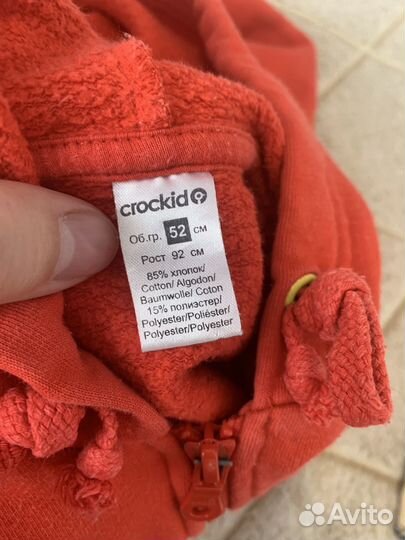 crockid
Об.гр. 52 см
Рост 92 см
85% хлопок/
Cotton/ Algodon/
Baumwolle/ Coton
15% полиэстер/
Polyester/Poliéster/
Polyester/Polyester
Avito